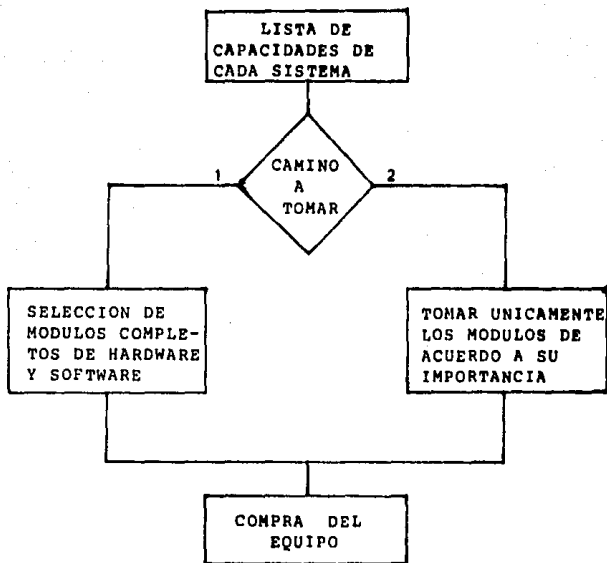 LISTA DE
CAPACIDADES DE
CADA SISTEMA
CAMINO
A
TOMAR
1
2
SELECCION DE
MODULOS COMPLE-
TOS DE HARDWARE
Y SOFTWARE
TOMAR UNICAMENTE
LOS MODULOS DE
ACUERDO A SU
IMPORTANCIA
COMPRA DEL
EQUIPO